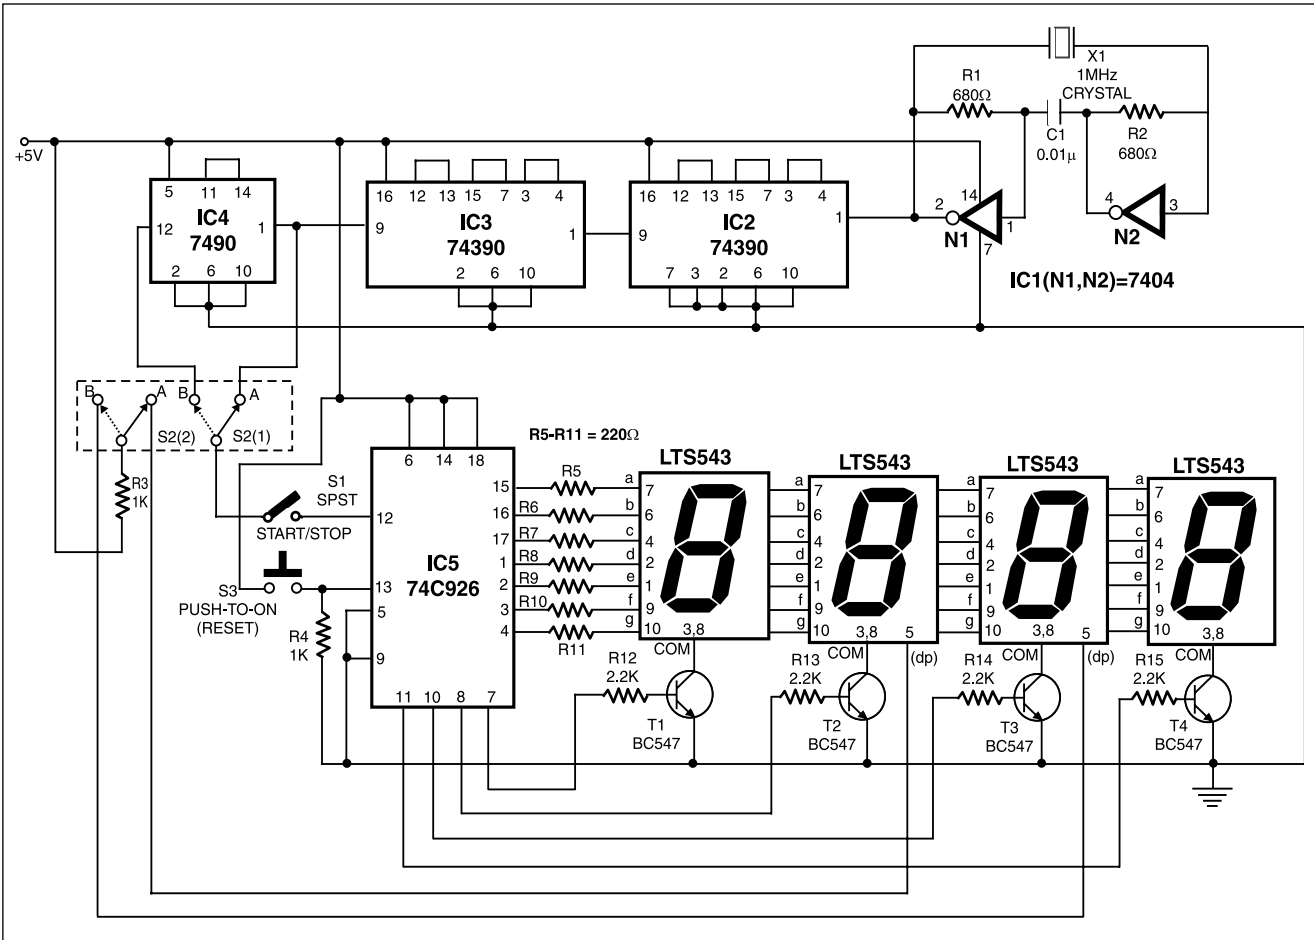 X1
1MHz
CRYSTAL
R1
680Ω
C1
0.01µ
R2
680Ω
+5V
5 11 14
IC4
7490
12 1
2 6 10
16 12 13 15 7 3 4
IC3
74390
9 1
2 6 10
16 12 13 15 7 3 4
IC2
74390
9 1
7 3 2 6 10
2 14 1
N1
7
4 3
N2
IC1(N1,N2)=7404
B A B A
S2(2) S2(1)
R3
1K
S1
SPST
START/STOP
S3
PUSH-TO-ON
(RESET)
R4
1K
6 14 18
12
13
5
9
IC5
74C926
15
16
17
1
2
3
4
11 10 8 7
R5-R11 = 220Ω
R5
R6
R7
R8
R9
R10
R11
LTS543
a 7
b 6
c 4
d 2
e 1
f 9
g 10
3,8
COM
LTS543
a 7
b 6
c 4
d 2
e 1
f 9
g 10
3,8 5
COM (dp)
LTS543
a 7
b 6
c 4
d 2
e 1
f 9
g 10
3,8 5
COM (dp)
LTS543
a 7
b 6
c 4
d 2
e 1
f 9
g 10
3,8
COM
R12
2.2K
T1
BC547
R13
2.2K
T2
BC547
R14
2.2K
T3
BC547
R15
2.2K
T4
BC547